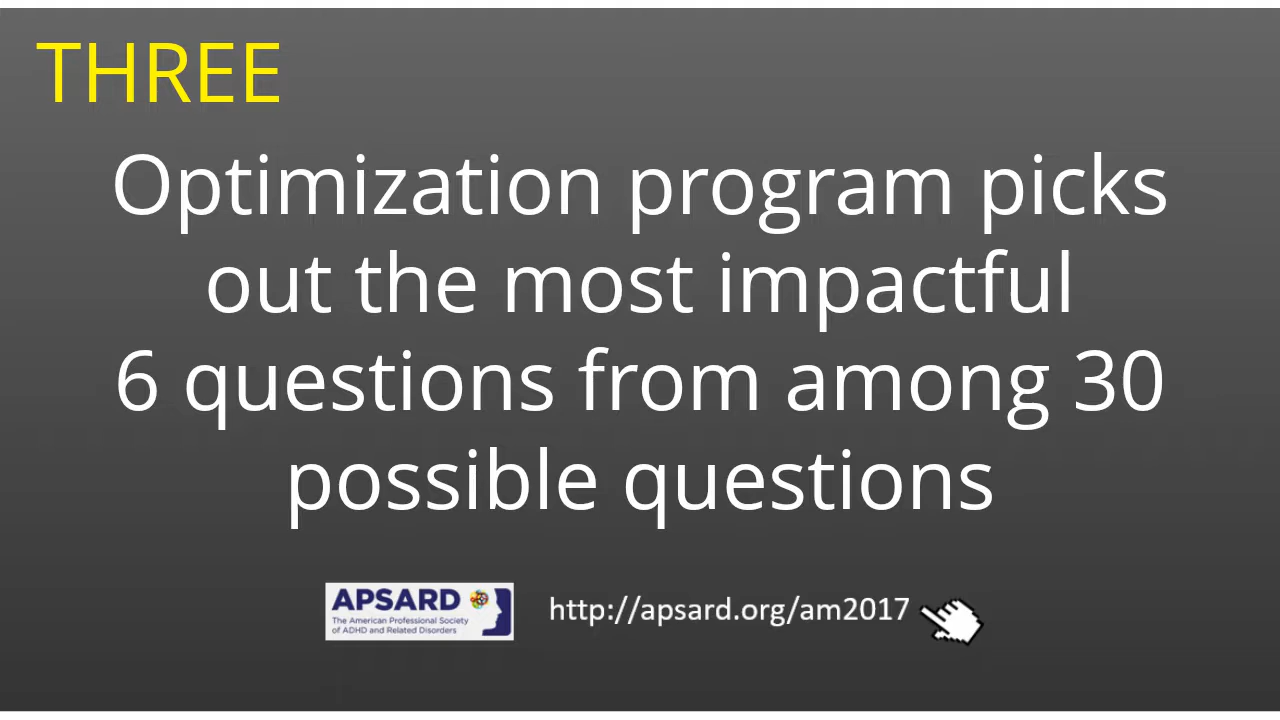 THREE
Optimization program picks
out the most impactful
6 questions from among 30
possible questions
APSARD
The American Professional Society
of ADHD and Related Disorders
http://apsard.org/am2017